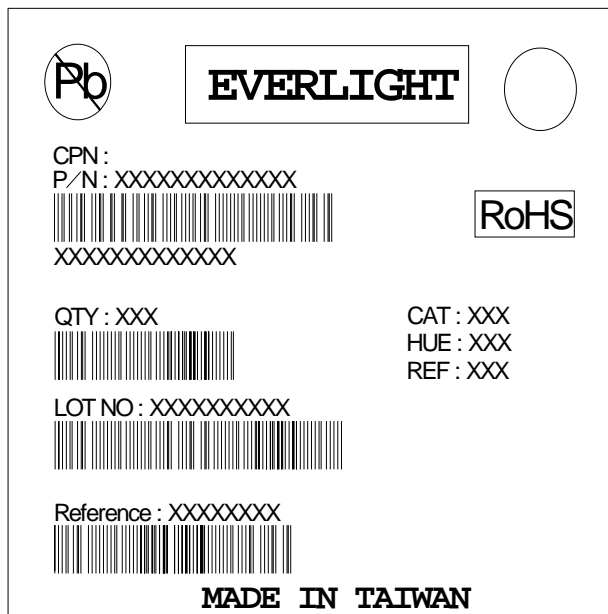 Pb
EVERLIGHT
CPN :
P/N : XXXXXXXXXXXXX
RoHS
XXXXXXXXXXXXX
QTY : XXX
CAT : XXX
HUE : XXX
REF : XXX
LOT NO : XXXXXXXXXX
Reference : XXXXXXXX
MADE IN TAIWAN